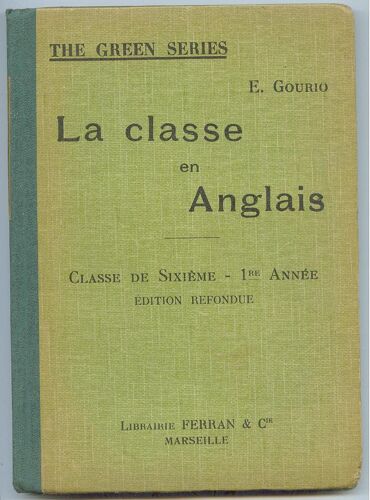 THE GREEN SERIES
E. GOURIO
La classe
en
Anglais
CLASSE DE SIXIÈME - 1RE ANNÉE
ÉDITION REFONDUE
LIBRAIRIE FERRAN & CIE
MARSEILLE